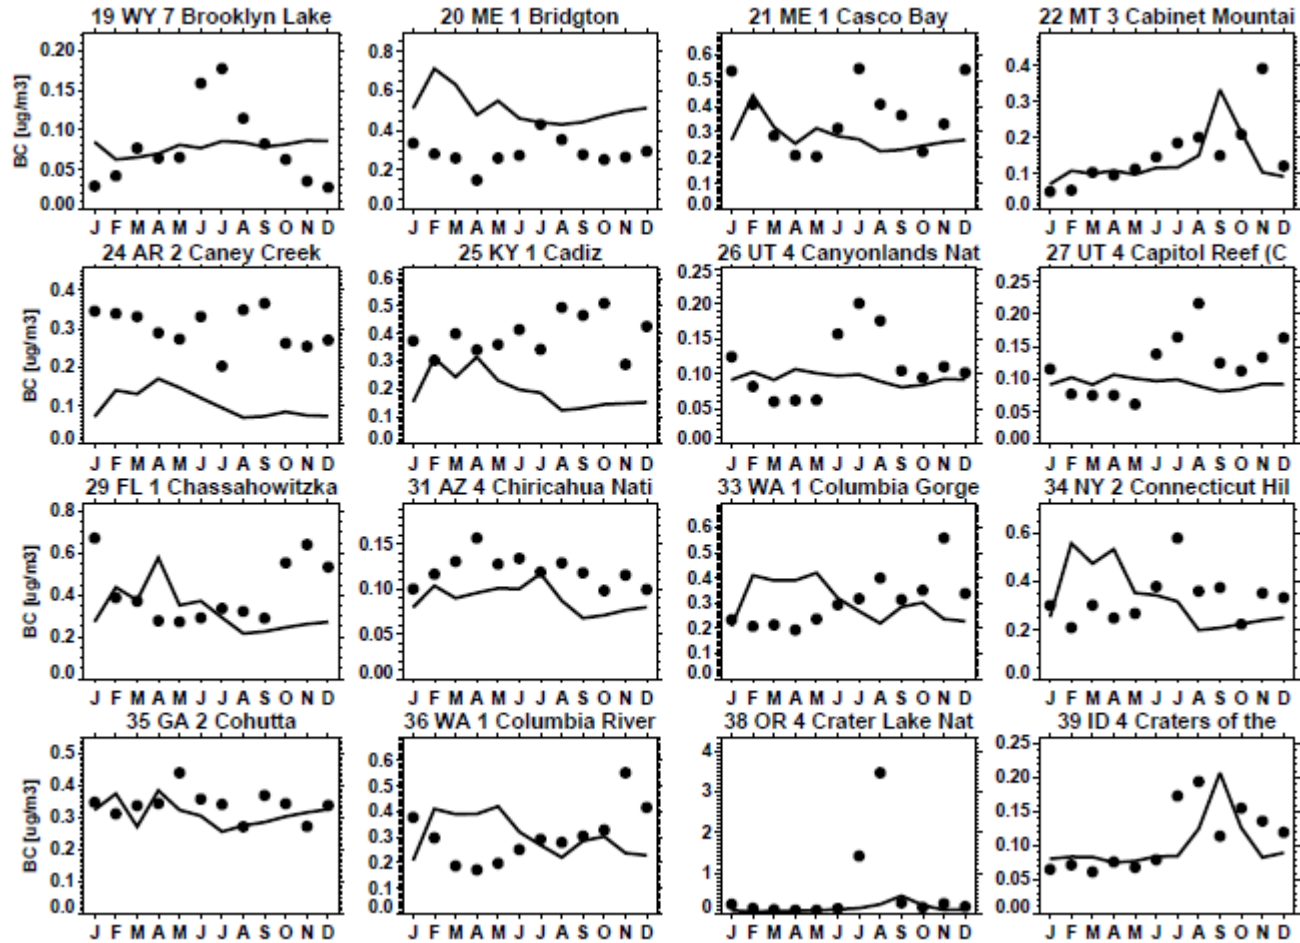 19 WY 7 Brooklyn Lake
20 ME 1 Bridgton
21 ME 1 Casco Bay
22 MT 3 Cabinet Mountai
BC [ug/m3]
0.20
0.15
0.10
0.05
0.00
0.8
0.6
0.4
0.2
0.0
0.6
0.5
0.4
0.3
0.2
0.1
0.0
0.4
0.3
0.2
0.1
0.0
J F M A M J J A S O N D
J F M A M J J A S O N D
J F M A M J J A S O N D
J F M A M J J A S O N D
24 AR 2 Caney Creek
25 KY 1 Cadiz
26 UT 4 Canyonlands Nat
27 UT 4 Capitol Reef (C
BC [ug/m3]
0.4
0.3
0.2
0.1
0.0
0.6
0.5
0.4
0.3
0.2
0.1
0.0
0.25
0.20
0.15
0.10
0.05
0.00
0.25
0.20
0.15
0.10
0.05
0.00
J F M A M J J A S O N D
J F M A M J J A S O N D
J F M A M J J A S O N D
J F M A M J J A S O N D
29 FL 1 Chassahowitzka
31 AZ 4 Chiricahua Nati
33 WA 1 Columbia Gorge
34 NY 2 Connecticut Hil
BC [ug/m3]
0.8
0.6
0.4
0.2
0.0
0.15
0.10
0.05
0.00
0.6
0.5
0.4
0.3
0.2
0.1
0.0
0.6
0.4
0.2
0.0
J F M A M J J A S O N D
J F M A M J J A S O N D
J F M A M J J A S O N D
J F M A M J J A S O N D
35 GA 2 Cohutta
36 WA 1 Columbia River
38 OR 4 Crater Lake Nat
39 ID 4 Craters of the
BC [ug/m3]
0.5
0.4
0.3
0.2
0.1
0.0
0.6
0.5
0.4
0.3
0.2
0.1
0.0
4
3
2
1
0
0.25
0.20
0.15
0.10
0.05
0.00
J F M A M J J A S O N D
J F M A M J J A S O N D
J F M A M J J A S O N D
J F M A M J J A S O N D